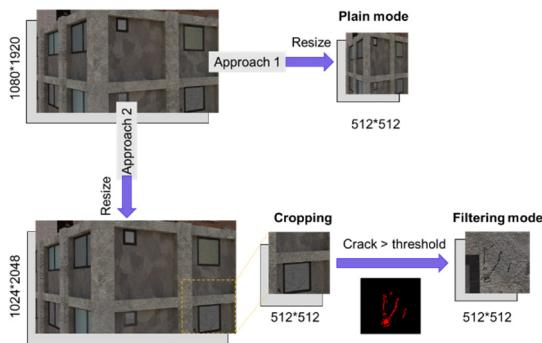 Plain mode
1080*1920
Approach 1
Resize
512*512
Approach 2
Resize
1024*2048
Cropping
Crack > threshold
Filtering mode
512*512
512*512